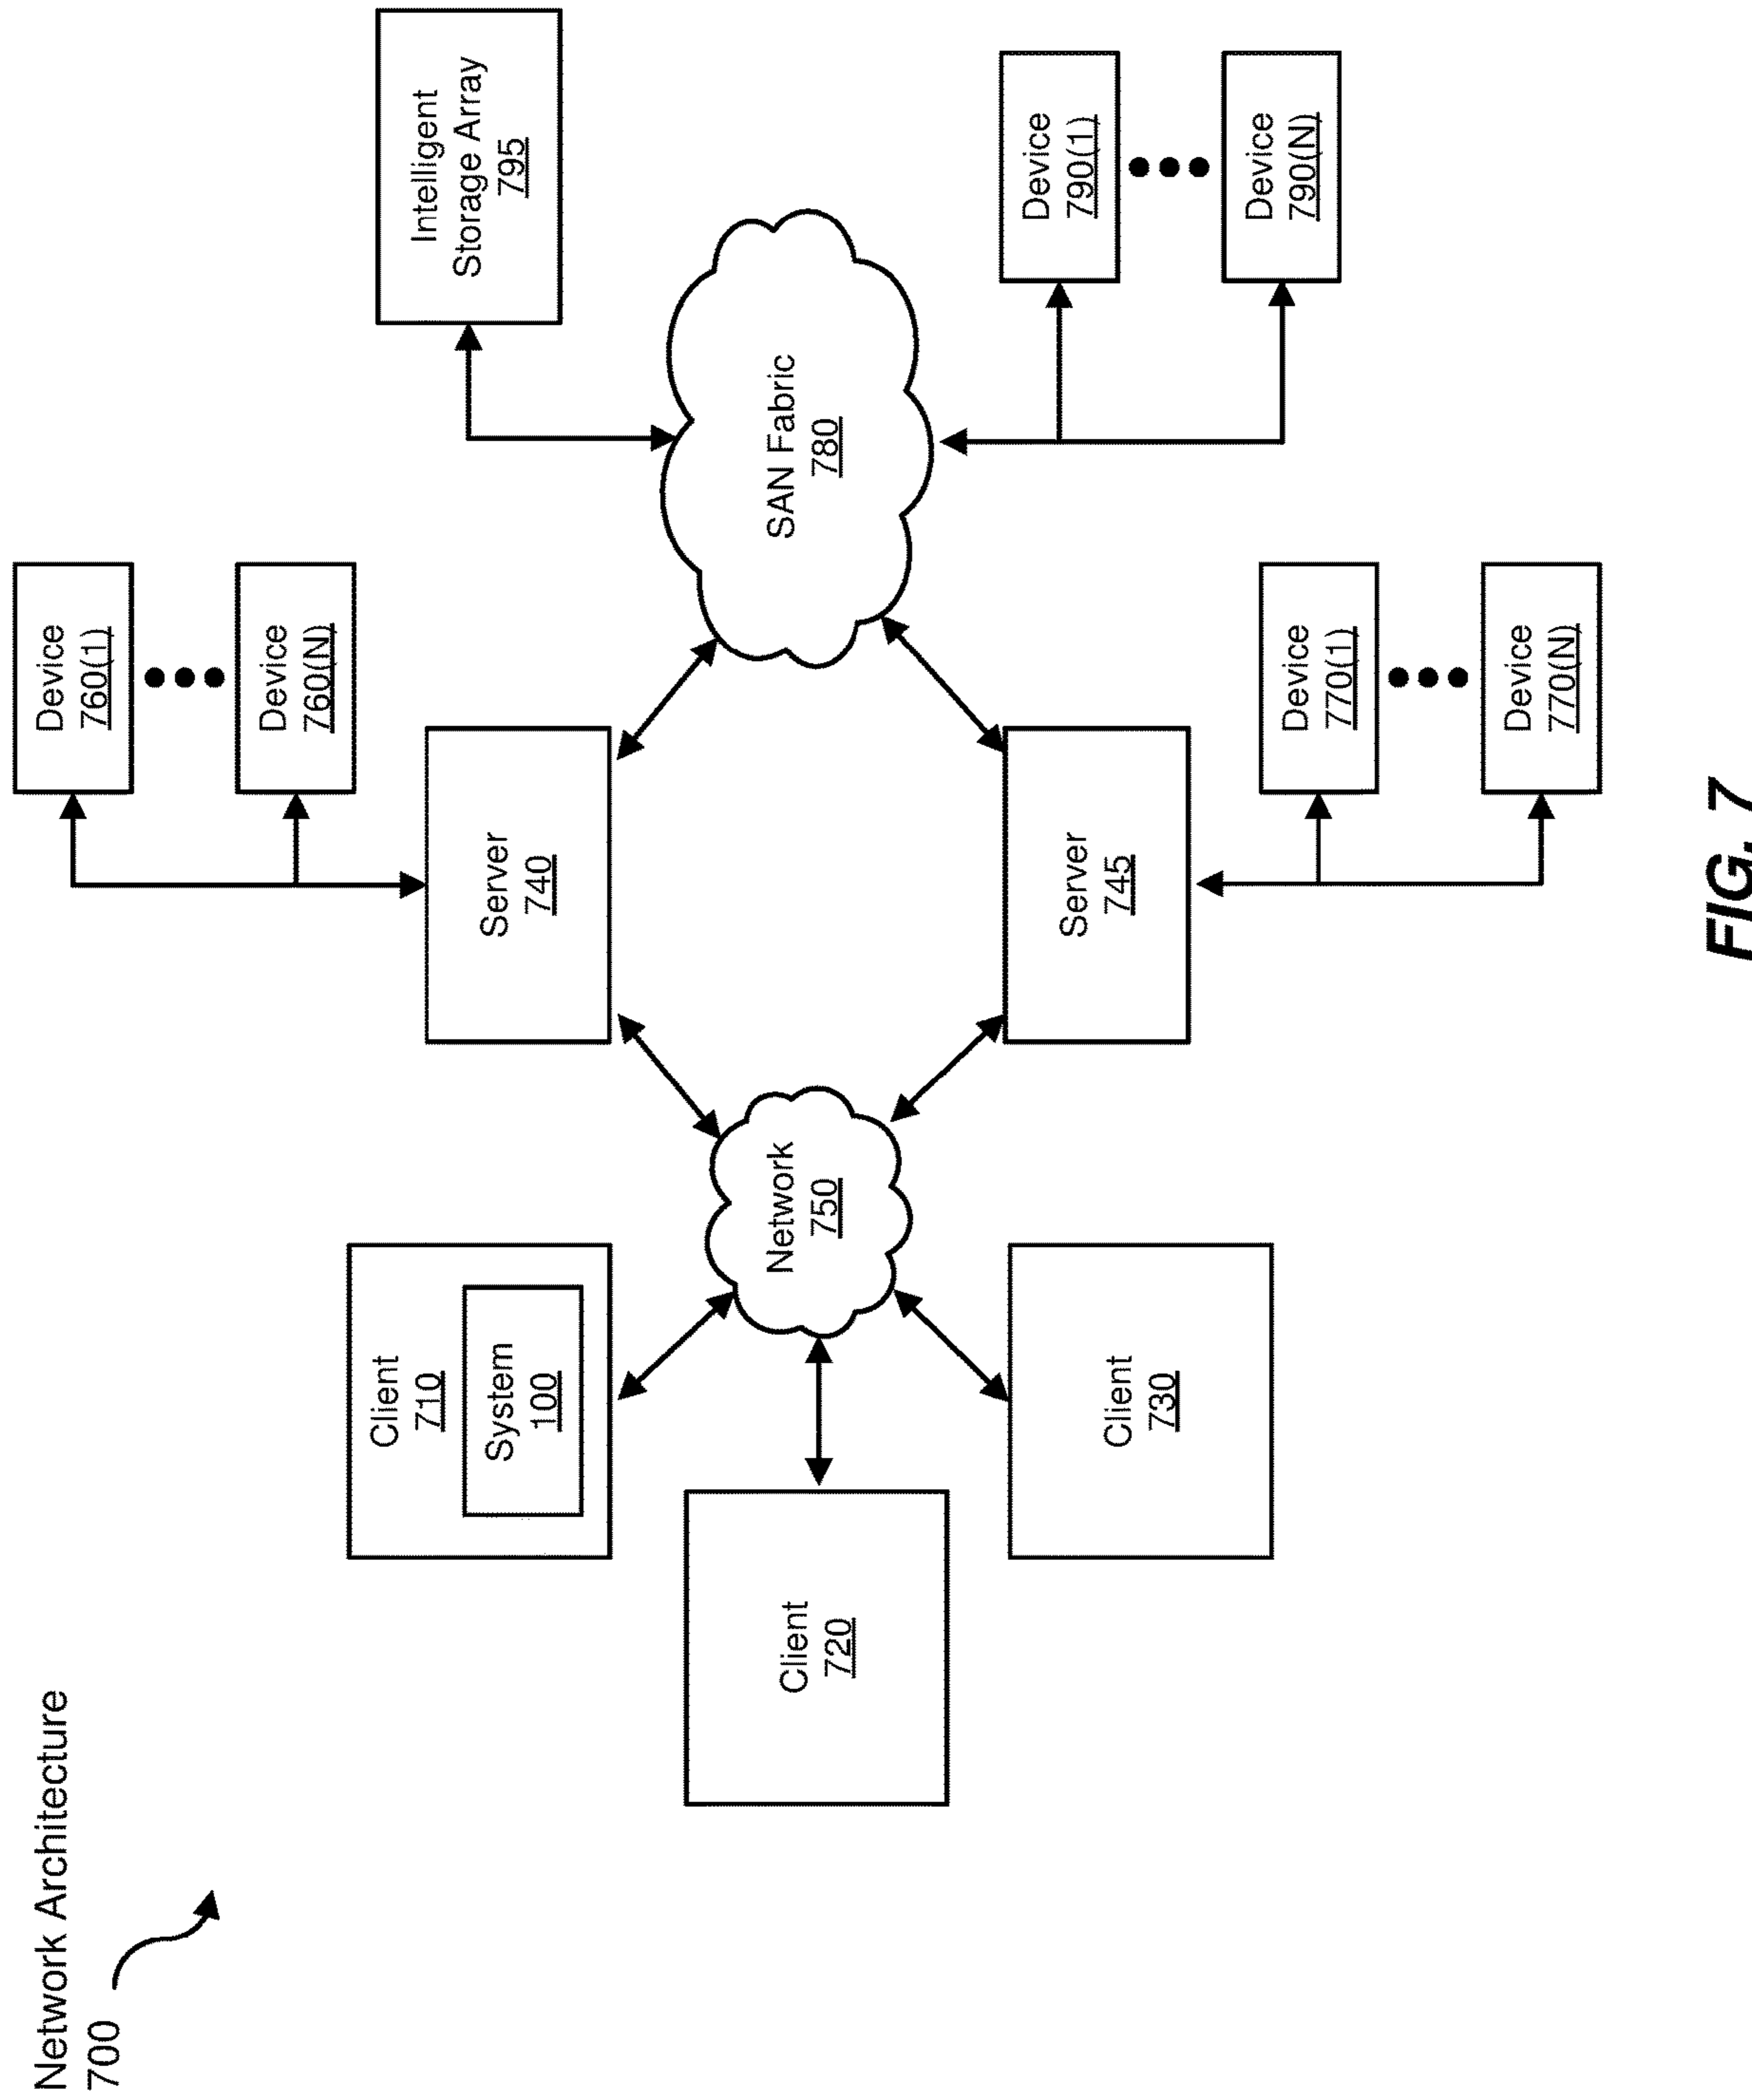 Network Architecture
700
Client
710
System
100
Client
720
Client
730
Network
750
Server
740
Server
745
Device
760(1)
Device
760(N)
Device
770(1)
Device
770(N)
SAN Fabric
780
Intelligent
Storage Array
795
Device
790(1)
Device
790(N)
FIG. 7